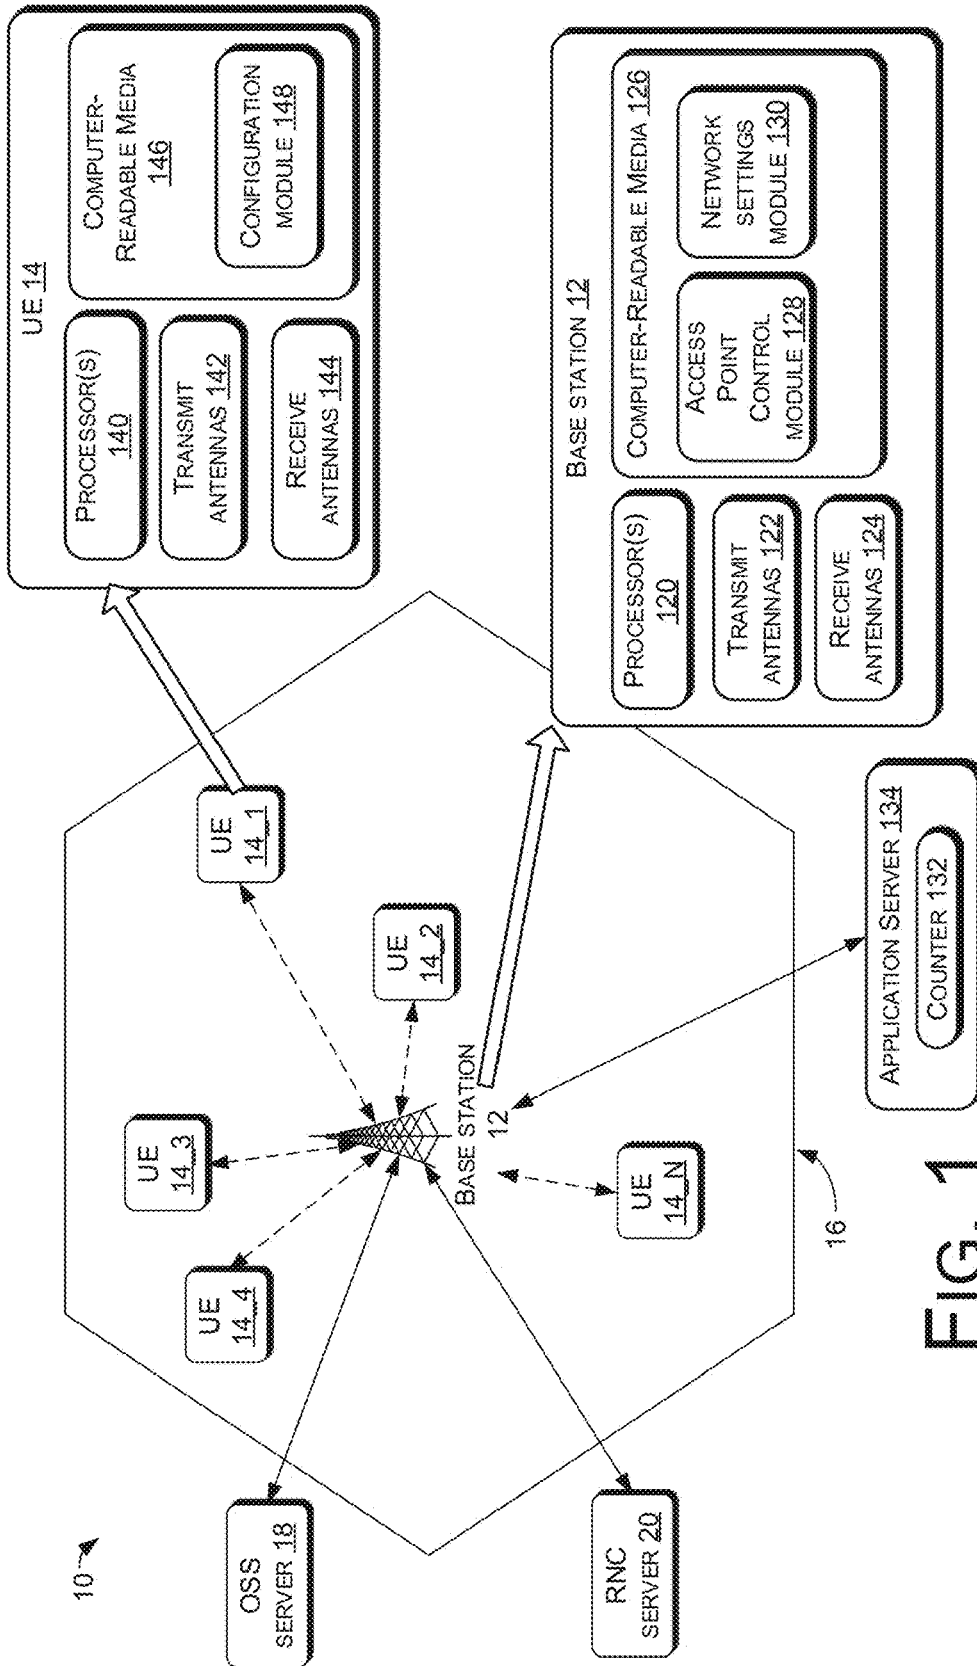 10
OSS
SERVER 18
RNC
SERVER 20
UE
14_4
UE
14_3
UE
14_2
UE
14_1
UE
14_N
BASE STATION
12
16
APPLICATION SERVER 134
COUNTER 132
UE 14
PROCESSOR(S)
140
TRANSMIT
ANTENNAS 142
RECEIVE
ANTENNAS 144
COMPUTER-
READABLE MEDIA
146
CONFIGURATION
MODULE 148
BASE STATION 12
PROCESSOR(S)
120
TRANSMIT
ANTENNAS 122
RECEIVE
ANTENNAS 124
COMPUTER-READABLE MEDIA 126
ACCESS
POINT
CONTROL
MODULE 128
NETWORK
SETTINGS
MODULE 130
FIG. 1